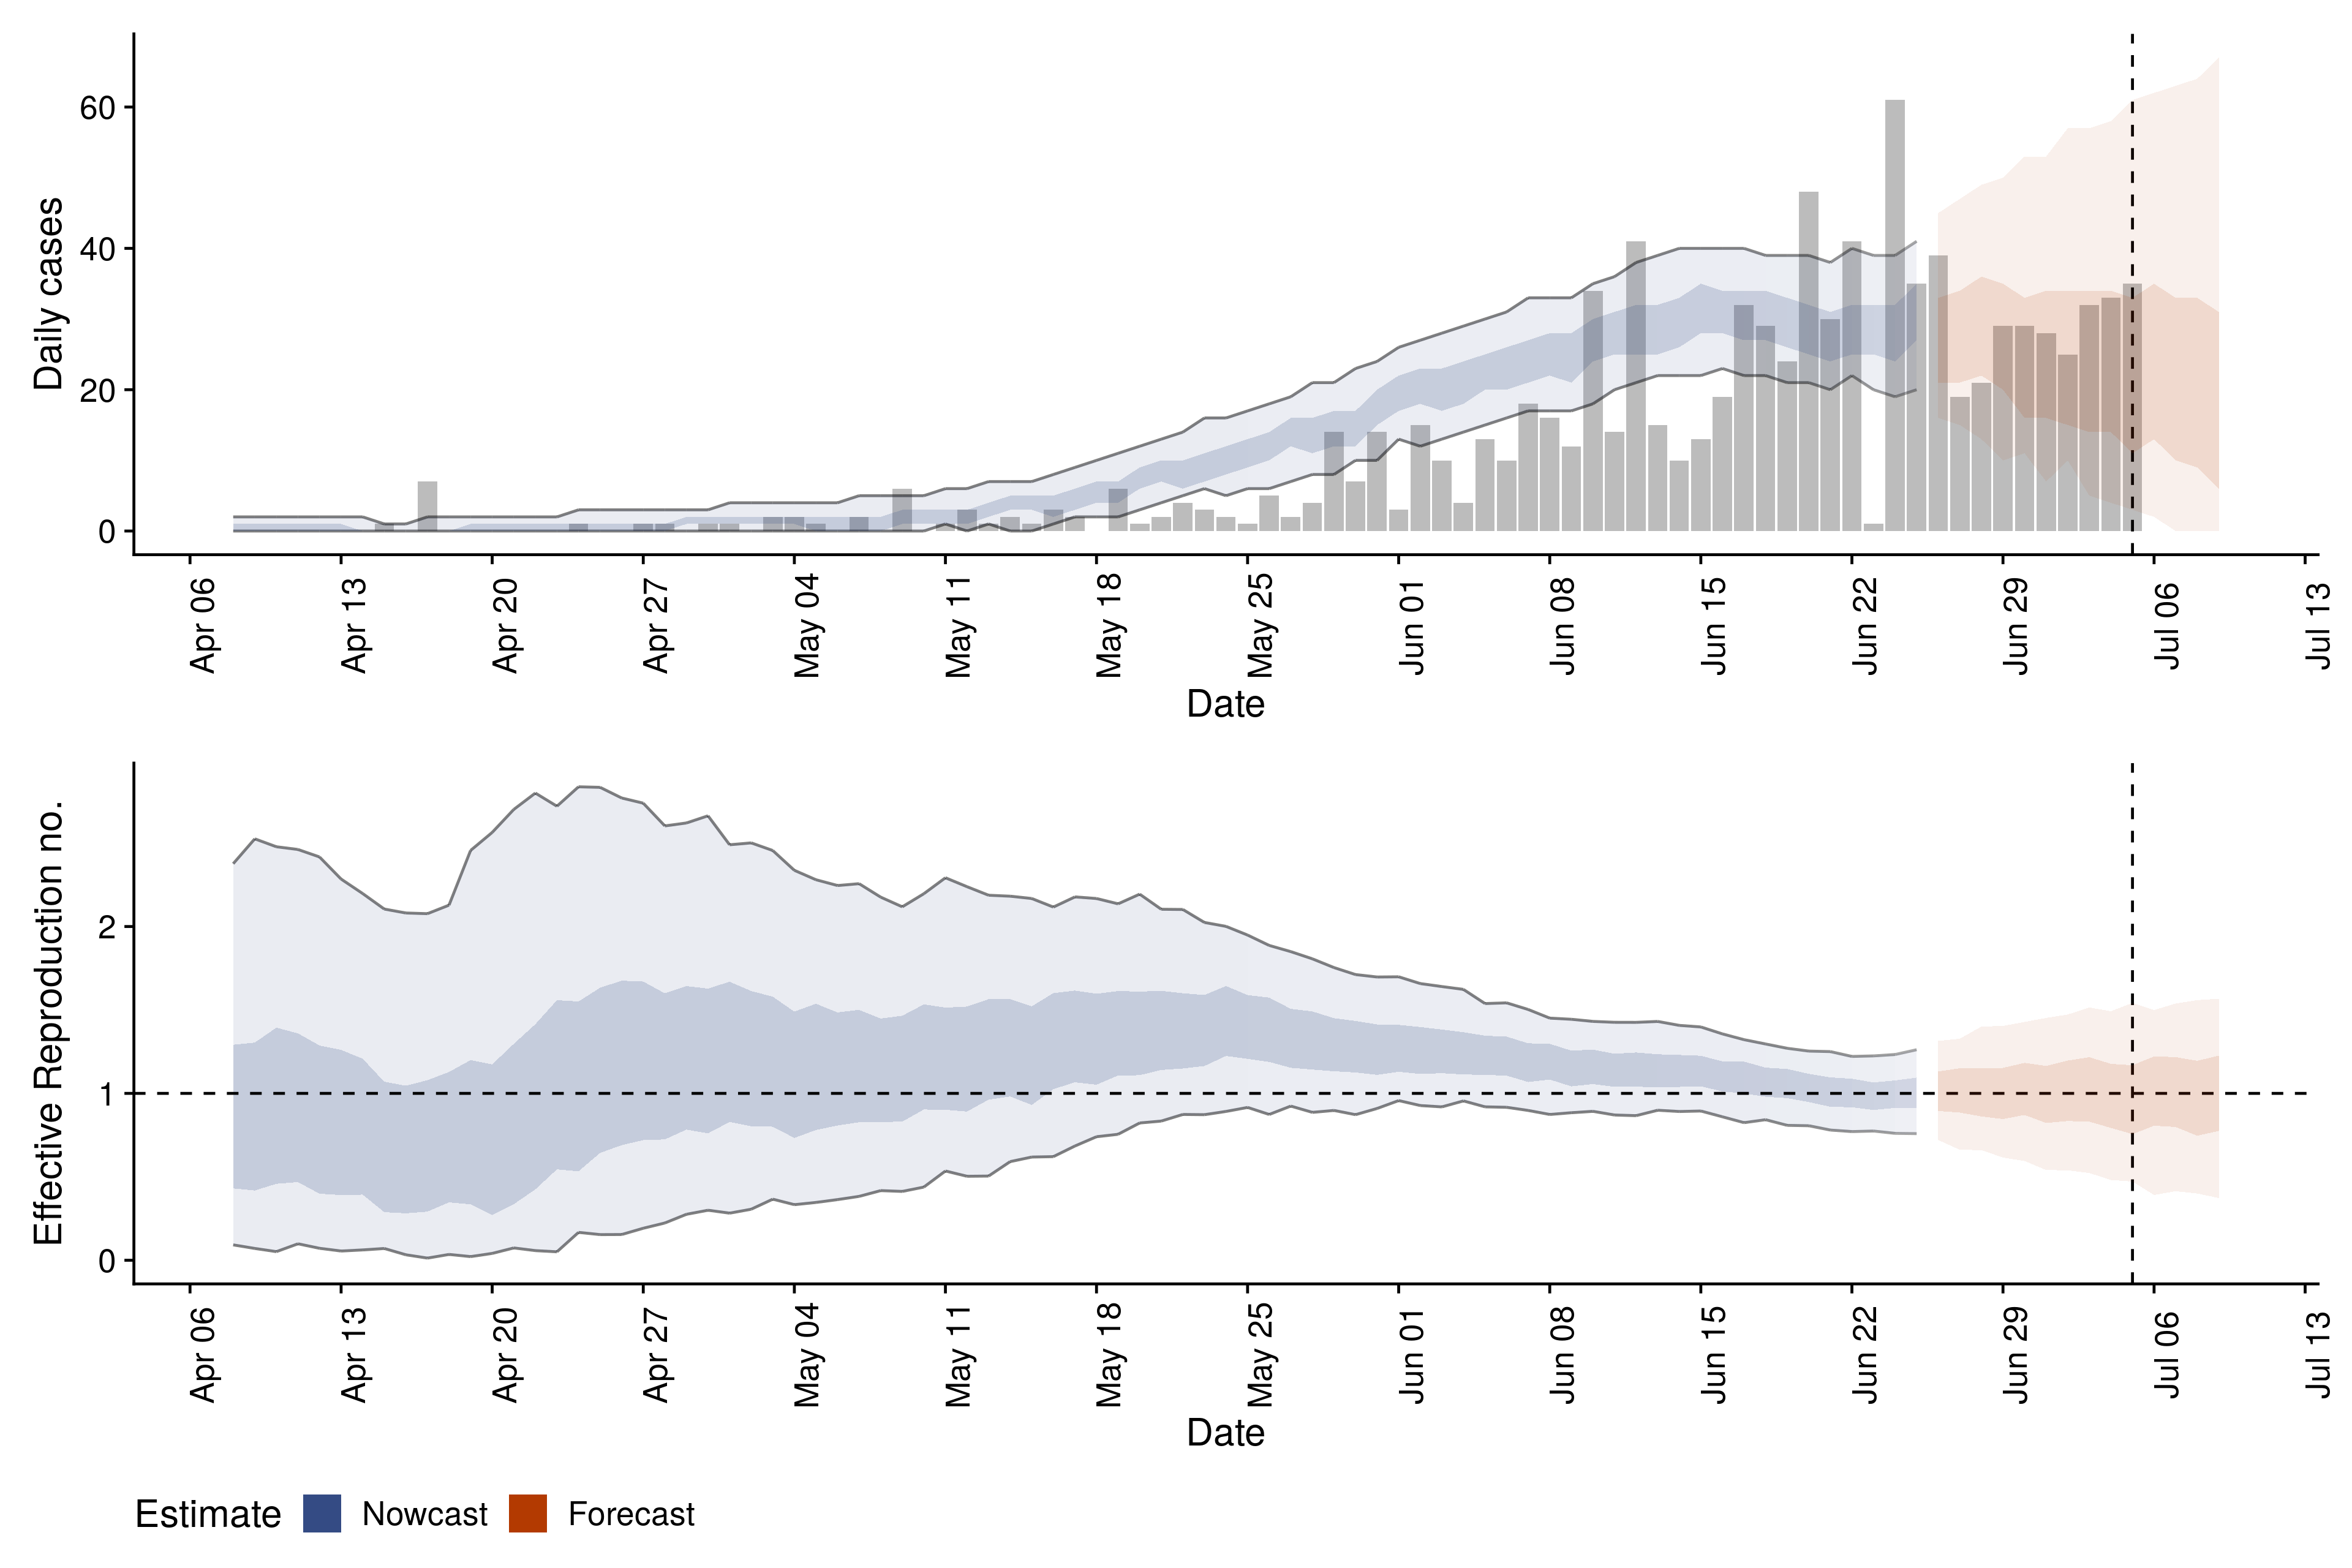 Daily cases
60
40
20
0
Apr 06
Apr 13
Apr 20
Apr 27
May 04
May 11
May 18
May 25
Jun 01
Jun 08
Jun 15
Jun 22
Jun 29
Jul 06
Jul 13
Date
Effective Reproduction no.
2
1
0
Apr 06
Apr 13
Apr 20
Apr 27
May 04
May 11
May 18
May 25
Jun 01
Jun 08
Jun 15
Jun 22
Jun 29
Jul 06
Jul 13
Date
Estimate Nowcast Forecast